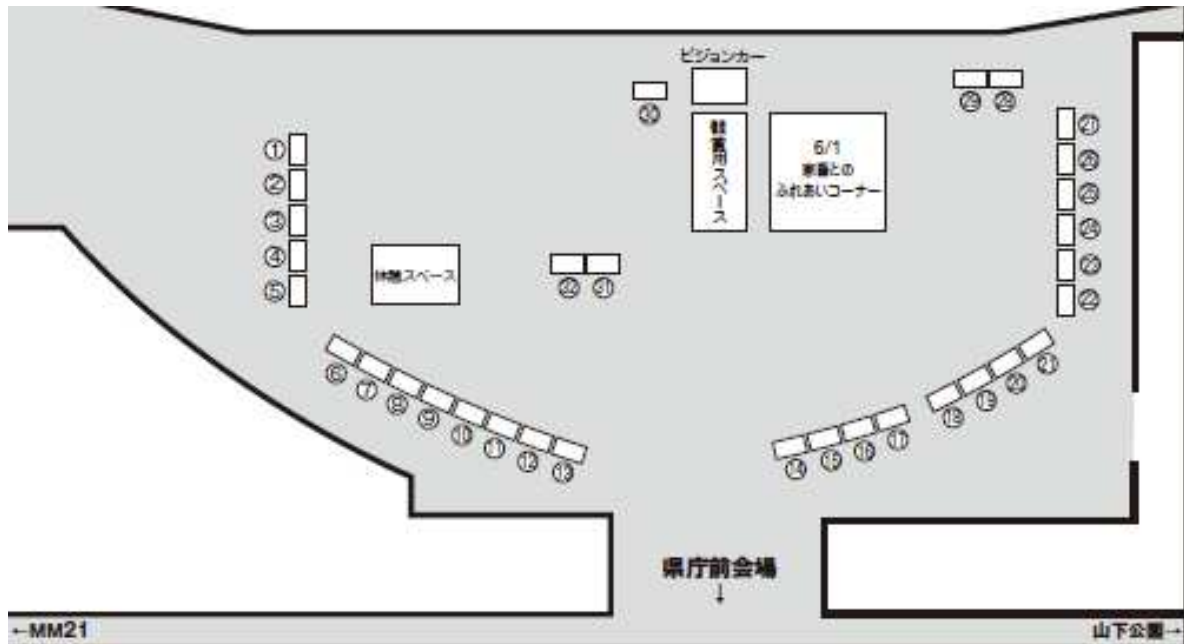 ビジョンカー
㉚
㉙ ㉘
観覧用スペース
6/1
家畜との
ふれあいコーナー
①
②
③
④
⑤
㉗
㉖
㉕
㉔
㉓
㉒
休憩スペース
㉜ ㉛
⑥ ⑦ ⑧ ⑨ ⑩ ⑪ ⑫ ⑬
⑭ ⑮ ⑯ ⑰ ⑱ ⑲ ⑳ ㉑
県庁前会場
↓
←MM21
山下公園→